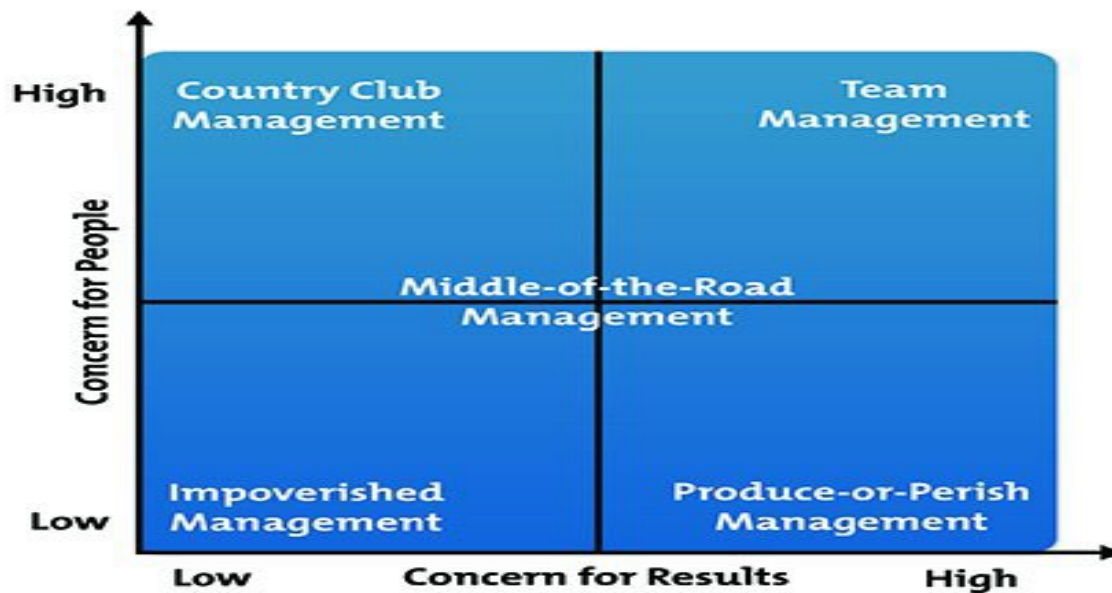 High
Country Club
Management
Team
Management
Concern for People
Middle-of-the-Road
Management
Impoverished
Management
Produce-or-Perish
Management
Low
Low
Concern for Results
High